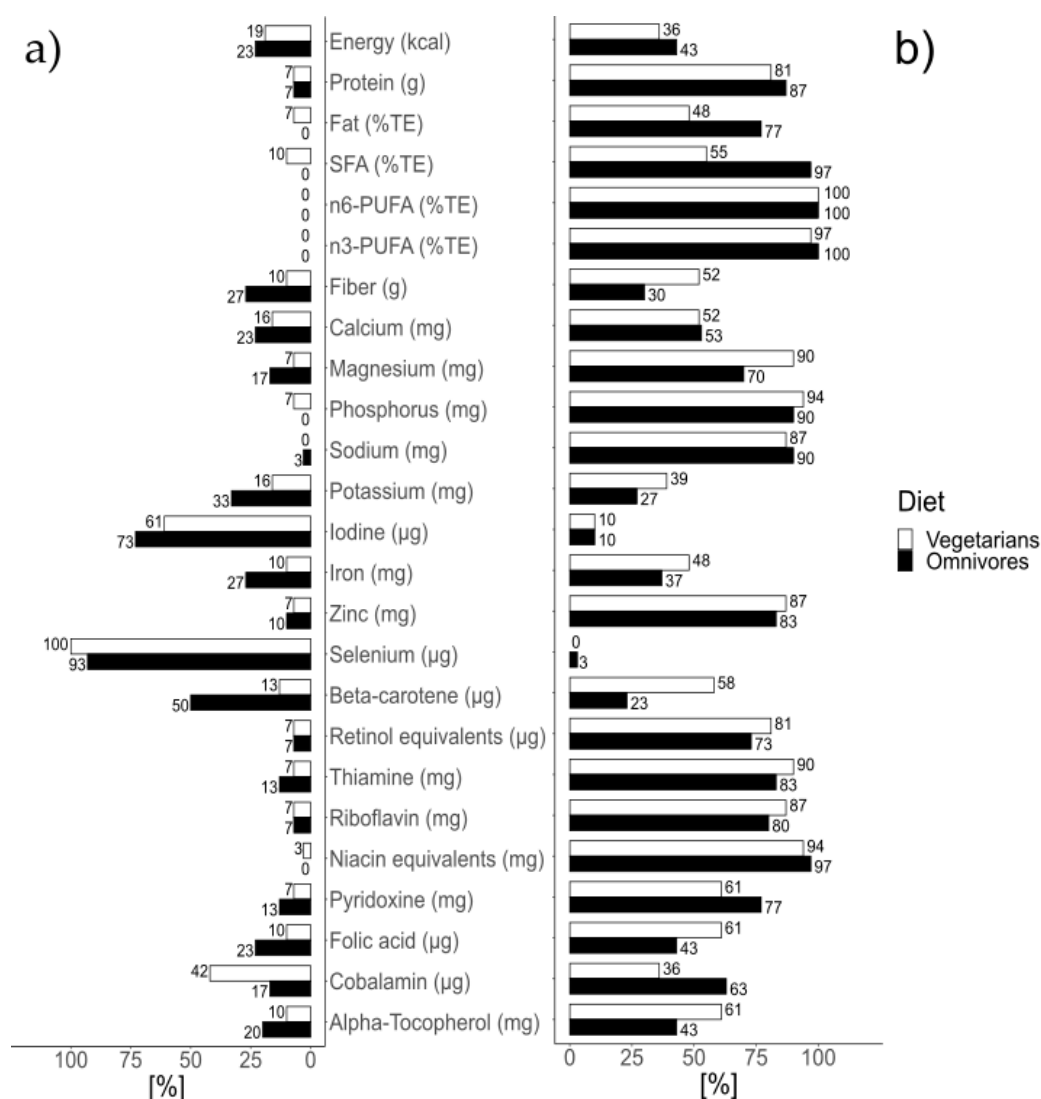 a)
b)
19 Energy (kcal) 36
23 43
7 Protein (g) 81
7 87
7 Fat (%TE) 48
0 77
10 SFA (%TE) 55
0 97
0 n6-PUFA (%TE) 100
0 100
0 n3-PUFA (%TE) 97
0 100
10 Fiber (g) 52
27 30
16 Calcium (mg) 52
23 53
7 Magnesium (mg) 90
17 70
7 Phosphorus (mg) 94
0 90
0 Sodium (mg) 87
3 90
16 Potassium (mg) 39
33 27
61 Iodine (µg) 10
73 10
10 Iron (mg) 48
27 37
7 Zinc (mg) 87
10 83
100 Selenium (µg) 0
93 3
13 Beta-carotene (µg) 58
50 23
7 Retinol equivalents (µg) 81
7 73
7 Thiamine (mg) 90
13 83
7 Riboflavin (mg) 87
7 80
3 Niacin equivalents (mg) 94
0 97
7 Pyridoxine (mg) 61
13 77
10 Folic acid (µg) 61
23 43
42 Cobalamin (µg) 36
17 63
10 Alpha-Tocopherol (mg) 61
20 43
100 75 50 25 0
[%]
0 25 50 75 100
[%]
Diet
Vegetarians
Omnivores